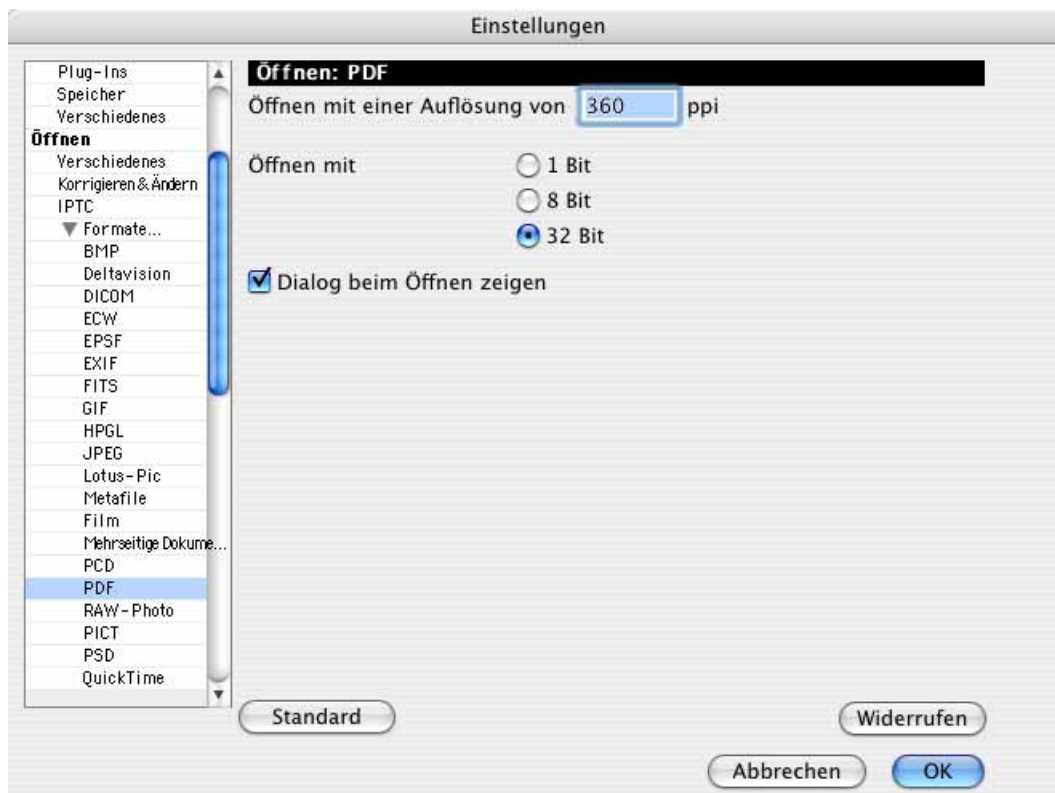 Einstellungen
Plug-Ins
Speicher
Verschiedenes
Öffnen
Verschiedenes
Korrigieren & Ändern
IPTC
Formate...
BMP
Deltavision
DICOM
ECW
EPSF
EXIF
FITS
GIF
HPGL
JPEG
Lotus-Pic
Metafile
Film
Mehrseitige Dokume...
PCD
PDF
RAW-Photo
PICT
PSD
QuickTime
Öffnen: PDF
Öffnen mit einer Auflösung von 360 ppi
Öffnen mit 1 Bit
8 Bit
32 Bit
Dialog beim Öffnen zeigen
Standard Widerrufen
Abbrechen OK